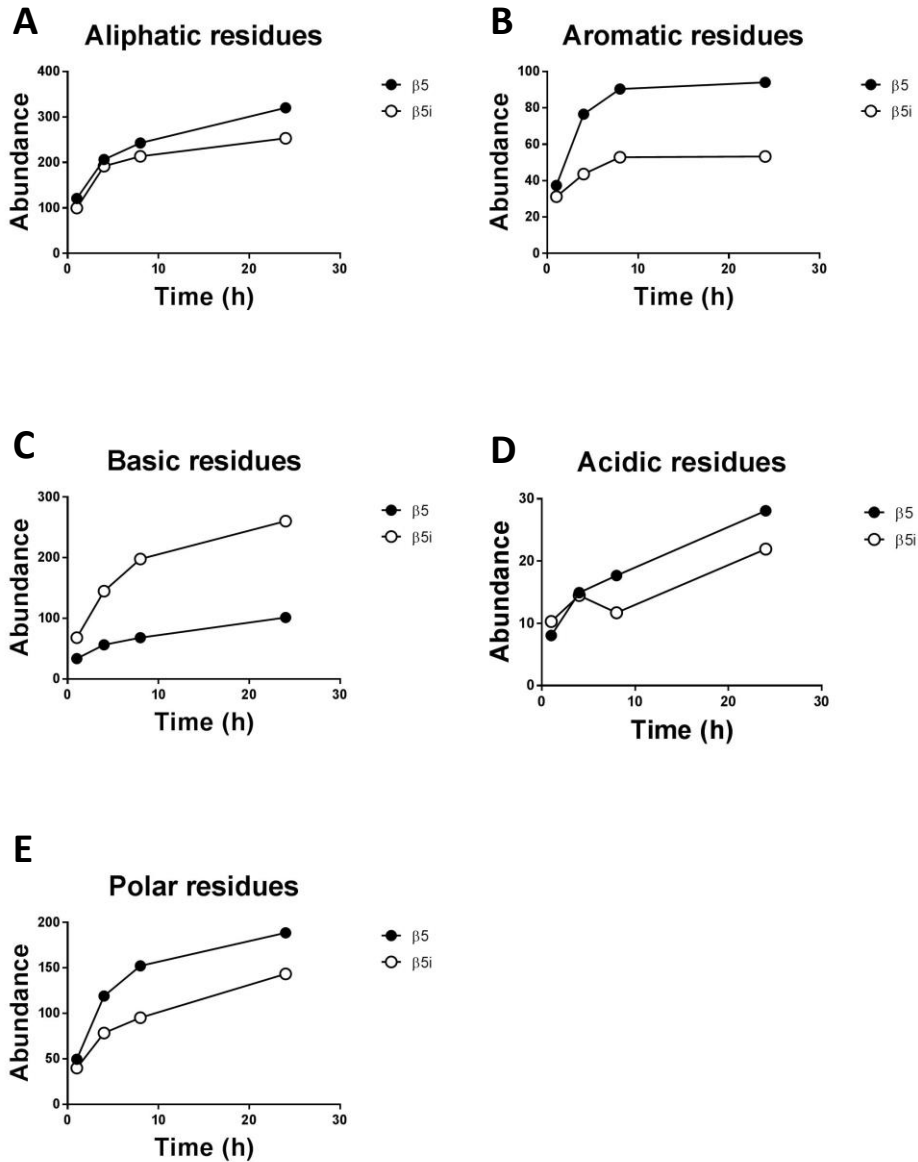 A
Aliphatic residues
400
300
200
100
0
0 10 20 30
Abundance
Time (h)
β5
β5i
B
Aromatic residues
100
80
60
40
20
0
0 10 20 30
Abundance
Time (h)
β5
β5i
C
Basic residues
300
200
100
0
0 10 20 30
Abundance
Time (h)
β5
β5i
D
Acidic residues
30
20
10
0
0 10 20 30
Abundance
Time (h)
β5
β5i
E
Polar residues
200
150
100
50
0
0 10 20 30
Abundance
Time (h)
β5
β5i